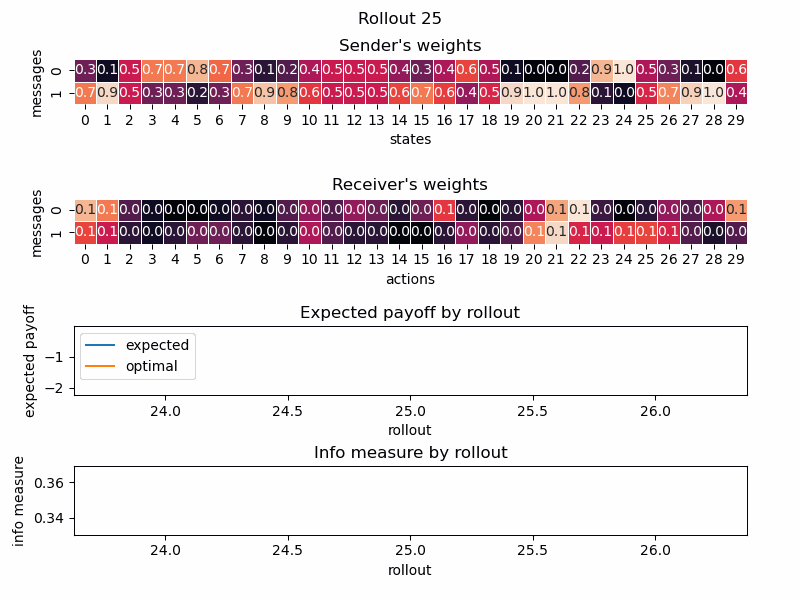 Rollout 25
Sender's weights
messages
0 0.3 0.1 0.5 0.7 0.7 0.8 0.7 0.3 0.1 0.2 0.4 0.5 0.5 0.5 0.4 0.3 0.4 0.6 0.5 0.1 0.0 0.0 0.2 0.9 1.0 0.5 0.3 0.1 0.0 0.6
1 0.7 0.9 0.5 0.3 0.3 0.2 0.3 0.7 0.9 0.8 0.6 0.5 0.5 0.5 0.6 0.7 0.6 0.4 0.5 0.9 1.0 1.0 0.8 0.1 0.0 0.5 0.7 0.9 1.0 0.4
0 1 2 3 4 5 6 7 8 9 10 11 12 13 14 15 16 17 18 19 20 21 22 23 24 25 26 27 28 29
states
Receiver's weights
messages
0 0.1 0.1 0.0 0.0 0.0 0.0 0.0 0.0 0.0 0.0 0.0 0.0 0.0 0.0 0.0 0.0 0.1 0.0 0.0 0.0 0.0 0.1 0.1 0.0 0.0 0.0 0.0 0.0 0.0 0.1
1 0.1 0.1 0.0 0.0 0.0 0.0 0.0 0.0 0.0 0.0 0.0 0.0 0.0 0.0 0.0 0.0 0.0 0.0 0.0 0.0 0.1 0.1 0.1 0.1 0.1 0.1 0.1 0.0 0.0 0.0
0 1 2 3 4 5 6 7 8 9 10 11 12 13 14 15 16 17 18 19 20 21 22 23 24 25 26 27 28 29
actions
Expected payoff by rollout
expected payoff
expected
−1
optimal
−2
24.0 24.5 25.0 25.5 26.0
rollout
Info measure by rollout
info measure
0.36
0.34
24.0 24.5 25.0 25.5 26.0
rollout